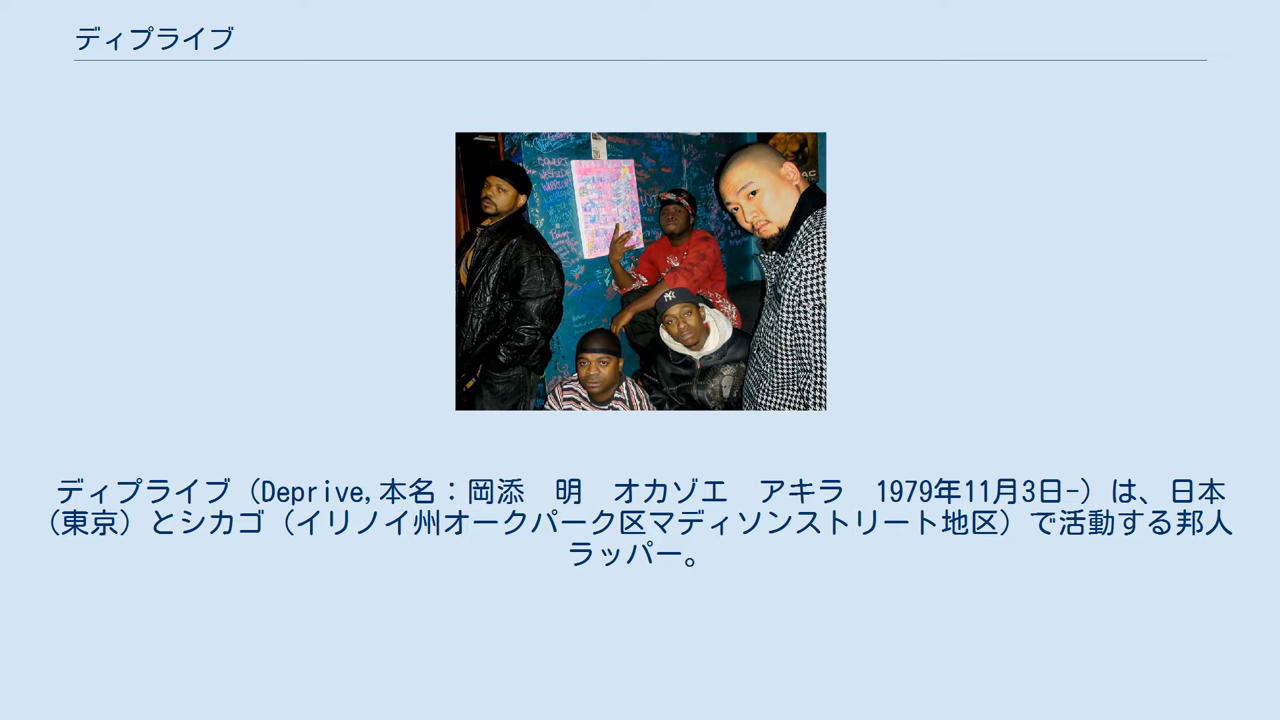 ディプライブ
ディプライブ（Deprive,本名：岡添　明　オカゾエ　アキラ　1979年11月3日-）は、日本
（東京）とシカゴ（イリノイ州オークパーク区マディソンストリート地区）で活動する邦人
ラッパー。